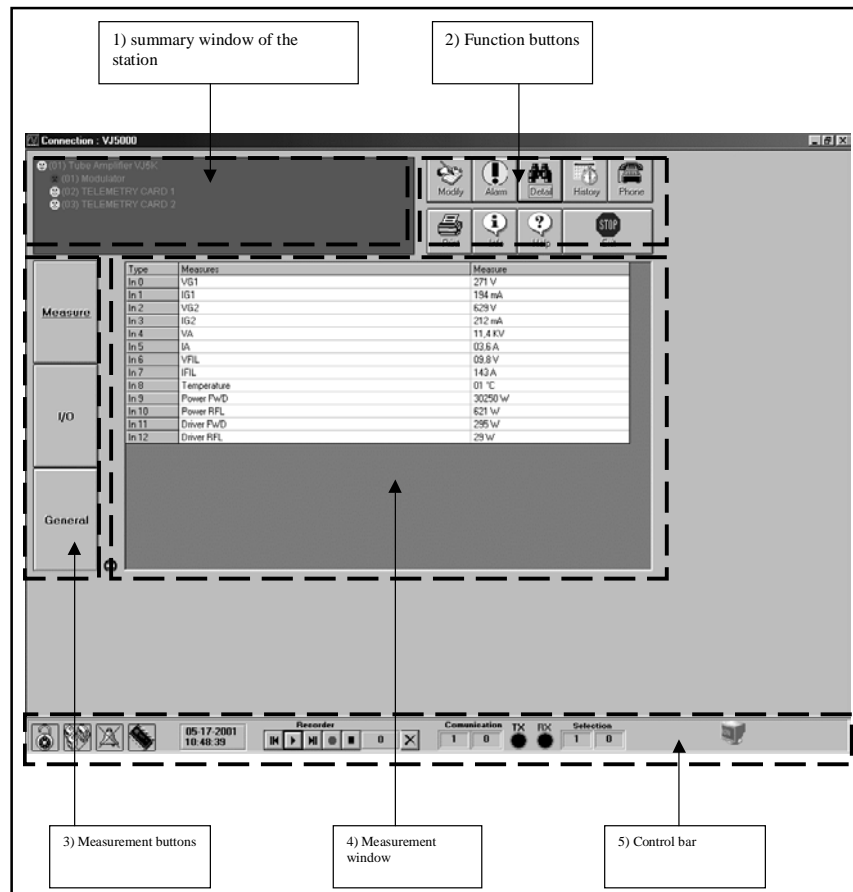 1) summary window of the
station
2) Function buttons
Connection : VJ5000
(01) Tube Amplifier VJ5K
(01) Modulator
(02) TELEMETRY CARD 1
(03) TELEMETRY CARD 2
Modify Alarm Detail History Phone
Print Info Help STOP
Exit
Measure
I/O
General
Type Measures Measure
In 0 VG1 271 V
In 1 IG1 194 mA
In 2 VG2 629 V
In 3 IG2 212 mA
In 4 VA 11,4 KV
In 5 IA 03,6 A
In 6 VFIL 09,8 V
In 7 IFIL 143 A
In 8 Temperature 01 °C
In 9 Power FWD 30250 W
In 10 Power RFL 621 W
In 11 Driver FWD 295 W
In 12 Driver RFL 29 W
05-17-2001
10:48:39
Recorder
0
Comunication TX RX Selection
1 0 1 0
3) Measurement buttons
4) Measurement
window
5) Control bar